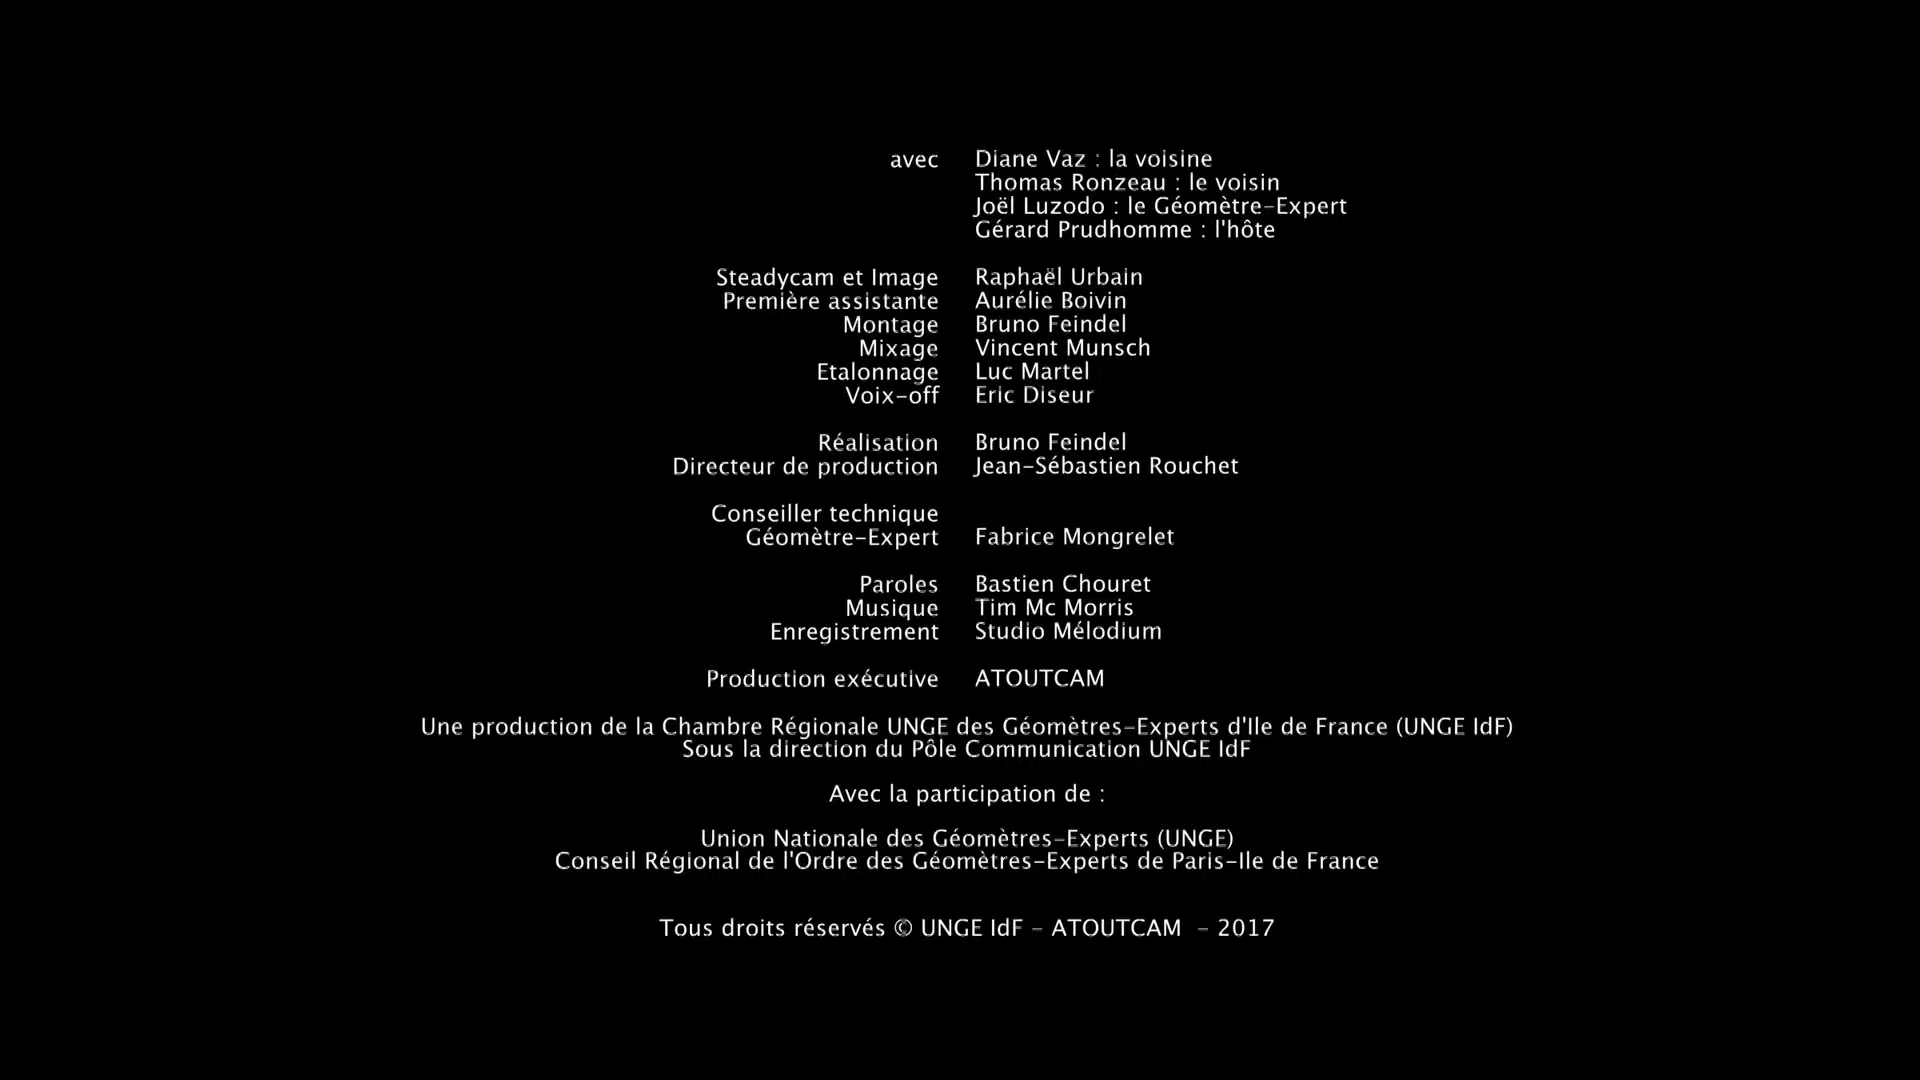 avec Diane Vaz : la voisine
Thomas Ronzeau : le voisin
Joël Luzodo : le Géomètre-Expert
Gérard Prudhomme : l'hôte
Steadycam et Image Raphaël Urbain
Première assistante Aurélie Boivin
Montage Bruno Feindel
Mixage Vincent Munsch
Etalonnage Luc Martel
Voix-off Eric Diseur
Réalisation Bruno Feindel
Directeur de production Jean-Sébastien Rouchet
Conseiller technique
Géomètre-Expert Fabrice Mongrelet
Paroles Bastien Chouret
Musique Tim Mc Morris
Enregistrement Studio Mélodium
Production exécutive ATOUTCAM
Une production de la Chambre Régionale UNGE des Géomètres-Experts d'Ile de France (UNGE IdF)
Sous la direction du Pôle Communication UNGE IdF
Avec la participation de :
Union Nationale des Géomètres-Experts (UNGE)
Conseil Régional de l'Ordre des Géomètres-Experts de Paris-Ile de France
Tous droits réservés © UNGE IdF - ATOUTCAM - 2017